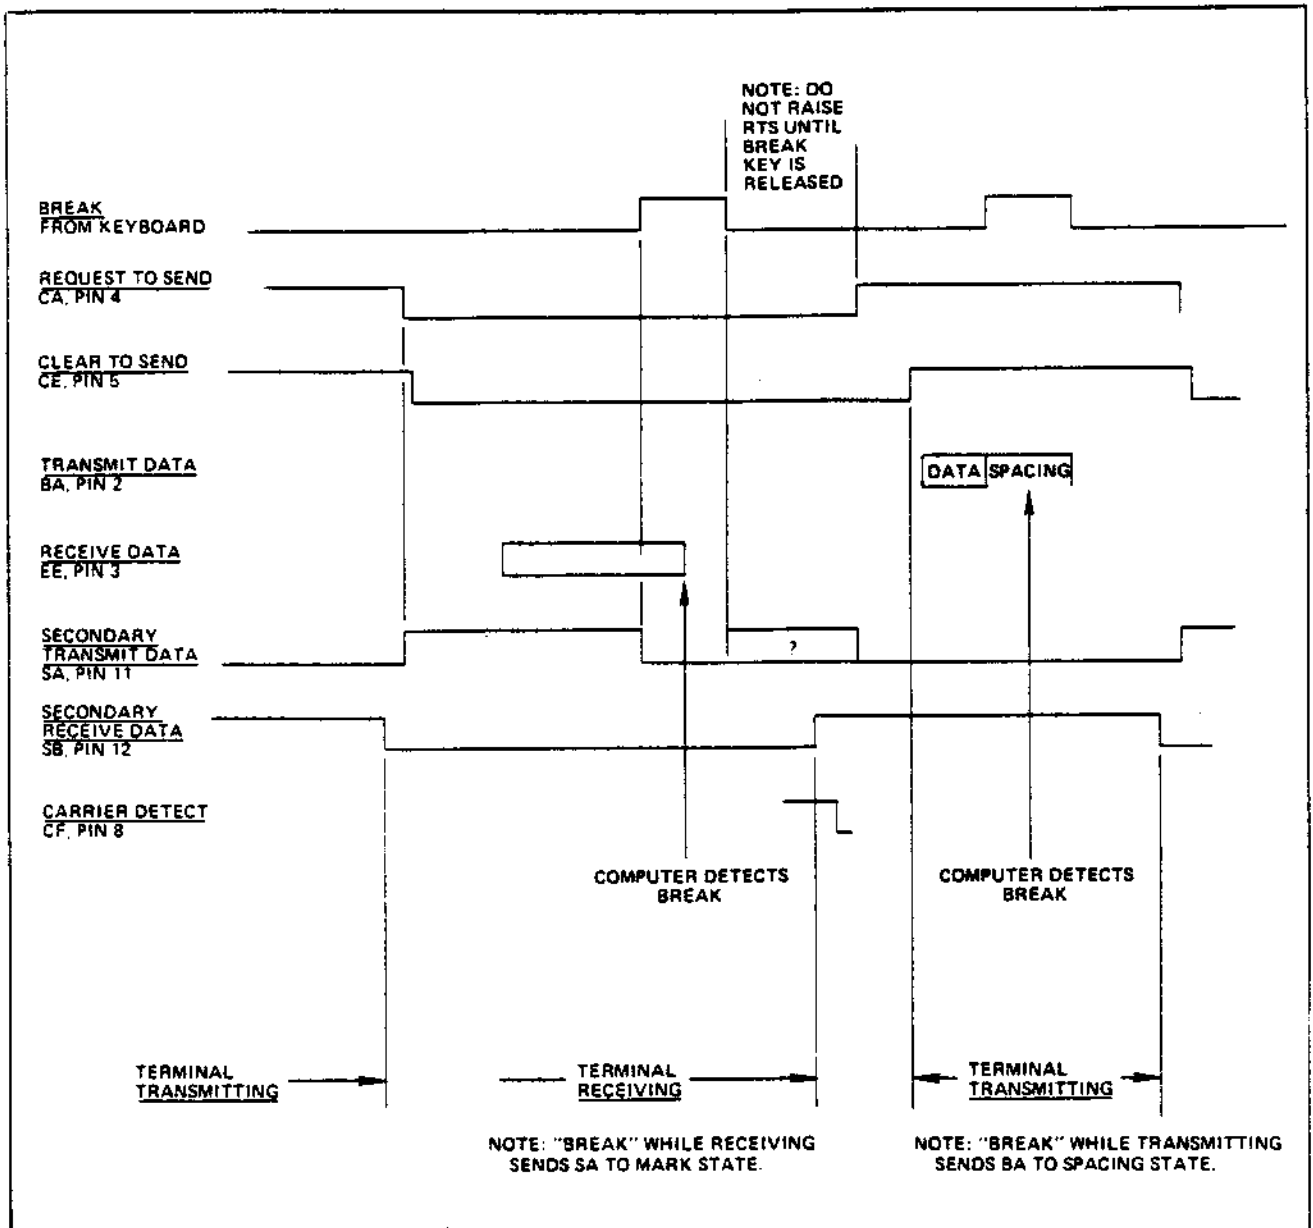 NOTE: DO
NOT RAISE
RTS UNTIL
BREAK
KEY IS
RELEASED
BREAK
FROM KEYBOARD
REQUEST TO SEND
CA, PIN 4
CLEAR TO SEND
CE, PIN 5
TRANSMIT DATA
BA, PIN 2
DATA SPACING
RECEIVE DATA
EE, PIN 3
SECONDARY
TRANSMIT DATA
SA, PIN 11
?
SECONDARY
RECEIVE DATA
SB, PIN 12
CARRIER DETECT
CF, PIN 8
COMPUTER DETECTS
BREAK
COMPUTER DETECTS
BREAK
TERMINAL
TRANSMITTING
TERMINAL
RECEIVING
TERMINAL
TRANSMITTING
NOTE: "BREAK" WHILE RECEIVING
SENDS SA TO MARK STATE.
NOTE: "BREAK" WHILE TRANSMITTING
SENDS BA TO SPACING STATE.